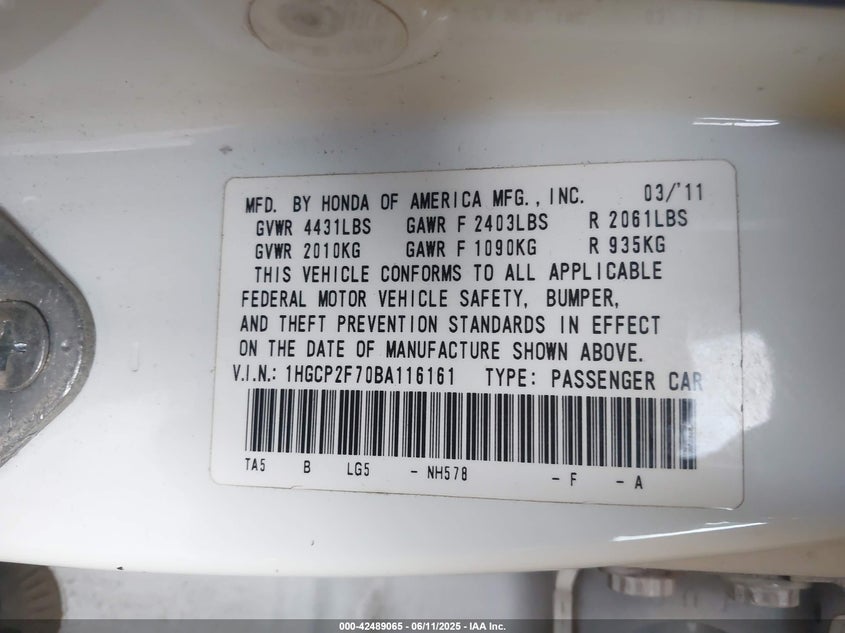 MFD. BY HONDA OF AMERICA MFG., INC. 03/'11
GVWR 4431LBS GAWR F 2403LBS R 2061LBS
GVWR 2010KG GAWR F 1090KG R 935KG
THIS VEHICLE CONFORMS TO ALL APPLICABLE
FEDERAL MOTOR VEHICLE SAFETY, BUMPER,
AND THEFT PREVENTION STANDARDS IN EFFECT
ON THE DATE OF MANUFACTURE SHOWN ABOVE.
V.I.N.: 1HGCP2F70BA116161 TYPE: PASSENGER CAR
TA5 B LG5 - NH578 - F - A
000-42489065 - 06/11/2025 - IAA Inc.